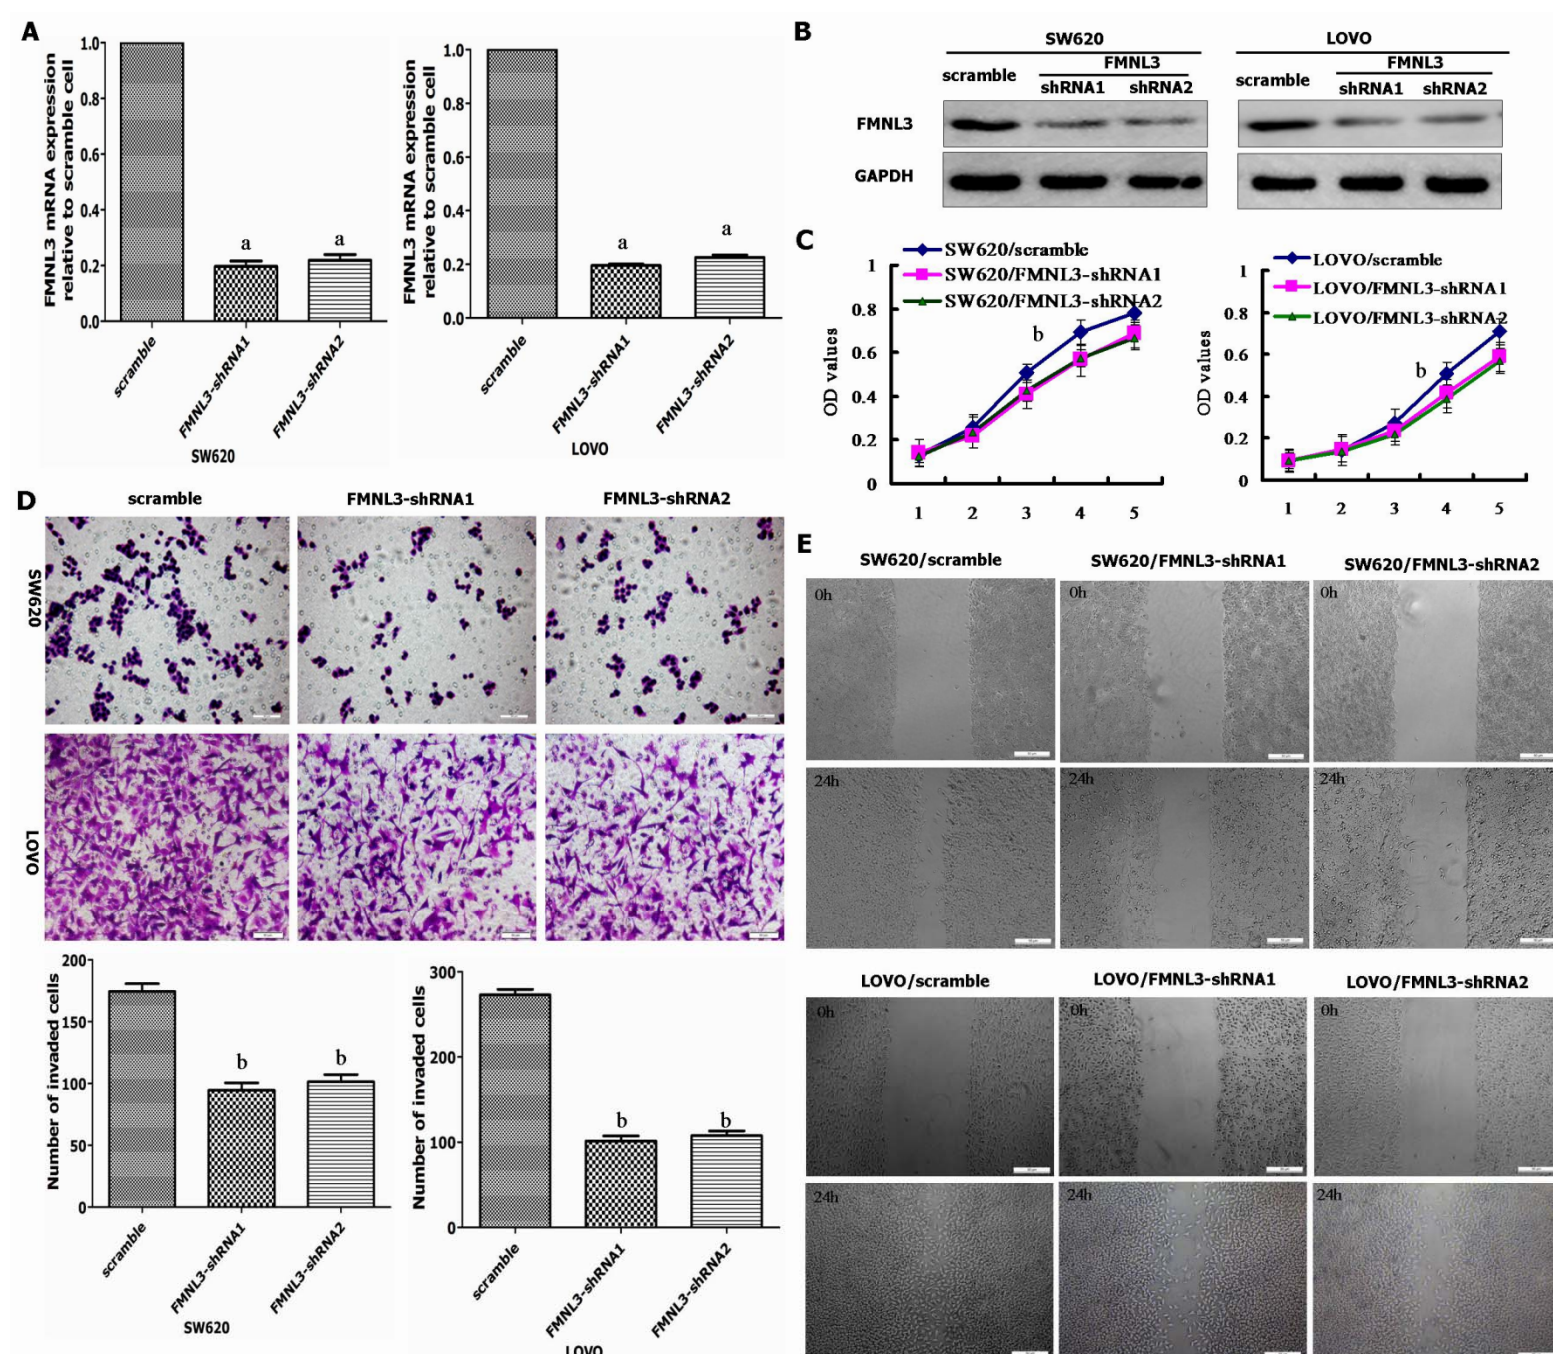 A
FMNL3 mRNA expression
relative to scramble cell
1.0
0.8
0.6
0.4
0.2
0.0
a
a
scramble
FMNL3-shRNA1
FMNL3-shRNA2
SW620
FMNL3 mRNA expression
relative to scramble cell
1.0
0.8
0.6
0.4
0.2
0.0
a
a
scramble
FMNL3-shRNA1
FMNL3-shRNA2
LOVO
B
SW620
scramble
FMNL3
shRNA1
shRNA2
LOVO
scramble
FMNL3
shRNA1
shRNA2
FMNL3
GAPDH
C
SW620/scramble
SW620/FMNL3-shRNA1
SW620/FMNL3-shRNA2
OD values
1
0.8
0.6
0.4
0.2
0
b
1 2 3 4 5
LOVO/scramble
LOVO/FMNL3-shRNA1
LOVO/FMNL3-shRNA2
OD values
1
0.8
0.6
0.4
0.2
0
b
1 2 3 4 5
D
scramble
FMNL3-shRNA1
FMNL3-shRNA2
SW620
LOVO
Number of invaded cells
200
150
100
50
0
b
b
scramble
FMNL3-shRNA1
FMNL3-shRNA2
SW620
Number of invaded cells
300
200
100
0
b
b
scramble
FMNL3-shRNA1
FMNL3-shRNA2
LOVO
E
SW620/scramble
SW620/FMNL3-shRNA1
SW620/FMNL3-shRNA2
0h
0h
0h
24h
24h
24h
LOVO/scramble
LOVO/FMNL3-shRNA1
LOVO/FMNL3-shRNA2
0h
0h
0h
24h
24h
24h